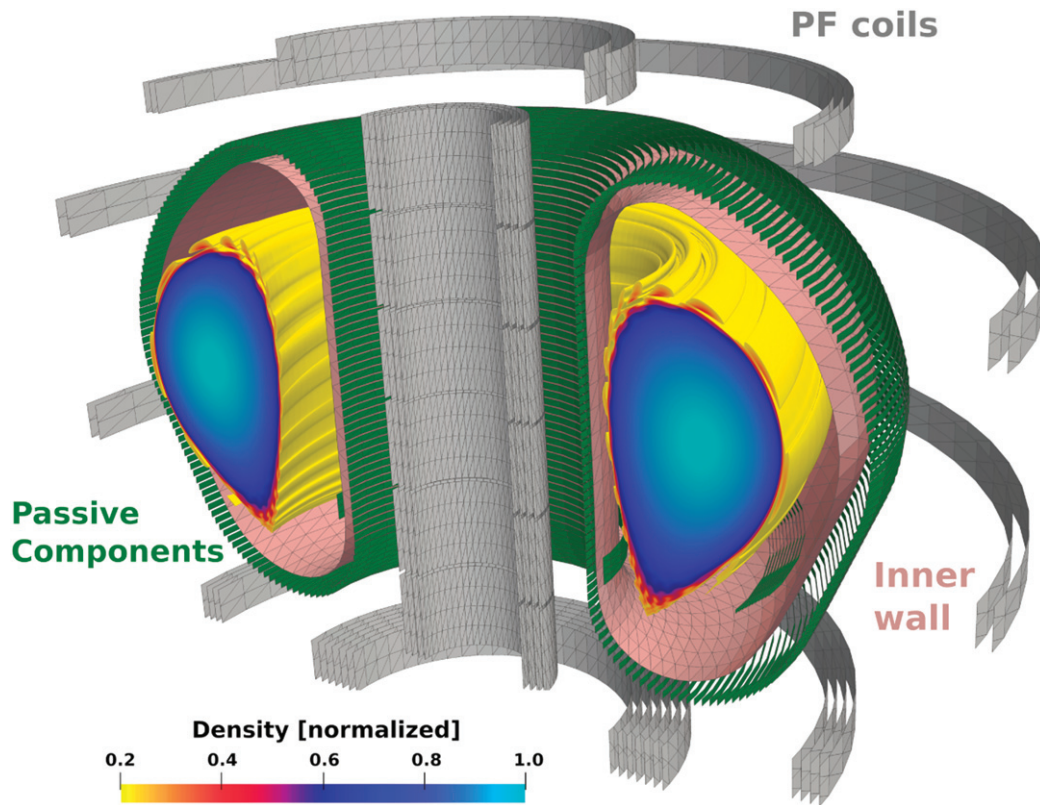 PF coils
Passive
Components
Inner
wall
Density [normalized]
0.2 0.4 0.6 0.8 1.0